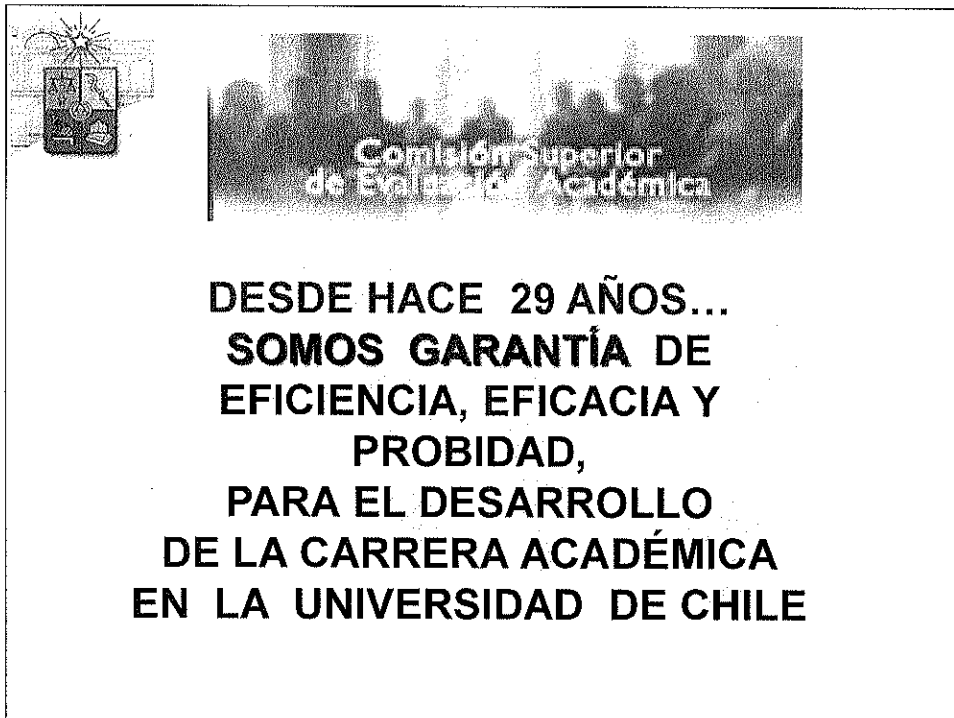 Comisión Superior
de Evaluación Académica
DESDE HACE 29 AÑOS...
SOMOS GARANTÍA DE
EFICIENCIA, EFICACIA Y
PROBIDAD,
PARA EL DESARROLLO
DE LA CARRERA ACADÉMICA
EN LA UNIVERSIDAD DE CHILE